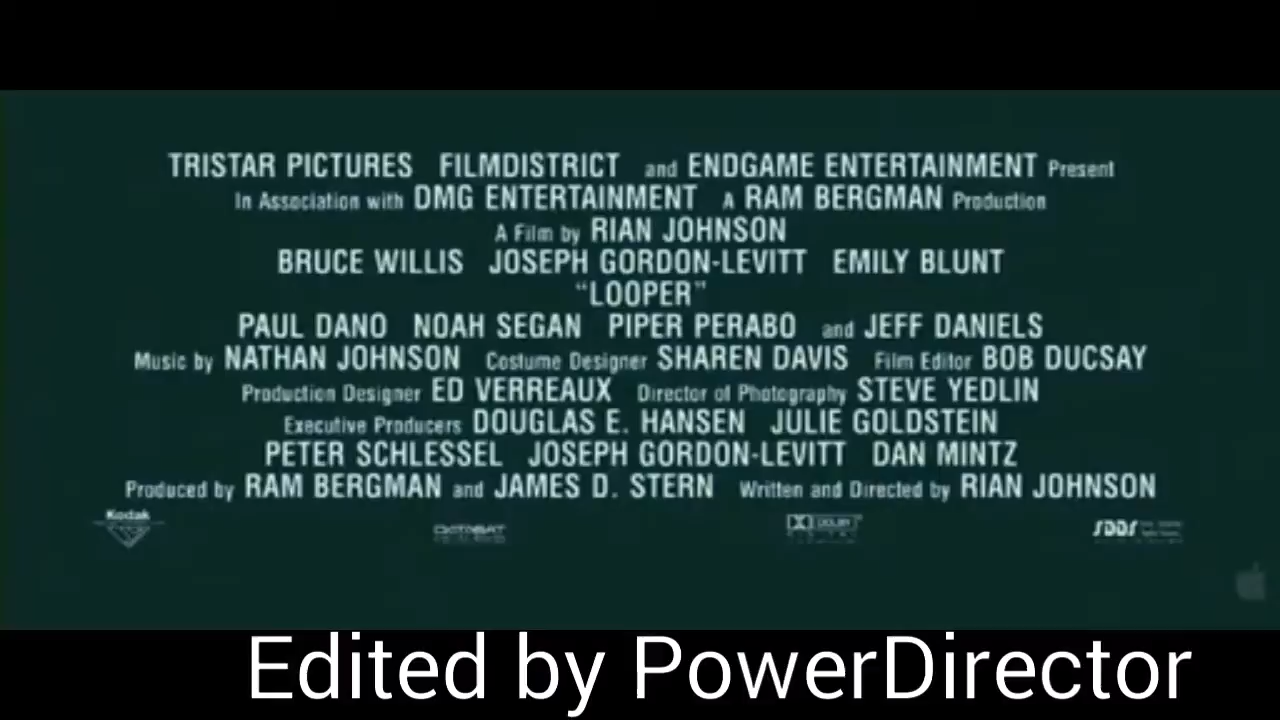 TRISTAR PICTURES FILMDISTRICT and ENDGAME ENTERTAINMENT Present
In Association with DMG ENTERTAINMENT A RAM BERGMAN Production
A Film by RIAN JOHNSON
BRUCE WILLIS JOSEPH GORDON-LEVITT EMILY BLUNT
“LOOPER”
PAUL DANO NOAH SEGAN PIPER PERABO and JEFF DANIELS
Music by NATHAN JOHNSON Costume Designer SHAREN DAVIS Film Editor BOB DUCSAY
Production Designer ED VERREAUX Director of Photography STEVE YEDLIN
Executive Producers DOUGLAS E. HANSEN JULIE GOLDSTEIN
PETER SCHLESSEL JOSEPH GORDON-LEVITT DAN MINTZ
Produced by RAM BERGMAN and JAMES D. STERN Written and Directed by RIAN JOHNSON
Kodak DATASAT DOLBY SDDS
DIGITAL
Edited by PowerDirector